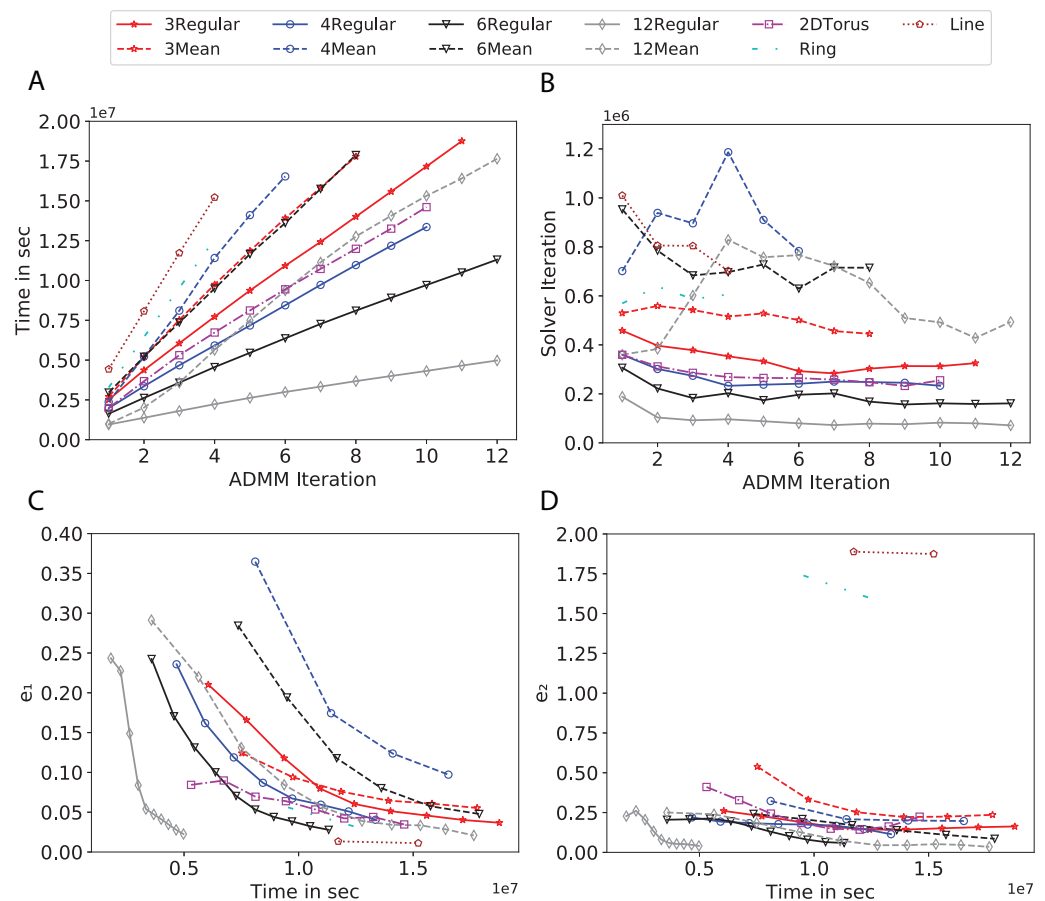 3Regular 4Regular 6Regular 12Regular 2DTorus Line
3Mean 4Mean 6Mean 12Mean Ring
A
1e7
2.00
1.75
1.50
1.25
1.00
0.75
0.50
0.25
0.00
Time in sec
2 4 6 8 10 12
ADMM Iteration
B
1e6
1.2
1.0
0.8
0.6
0.4
0.2
0.0
Solver Iteration
2 4 6 8 10 12
ADMM Iteration
C
0.40
0.35
0.30
0.25
0.20
0.15
0.10
0.05
0.00
e₁
0.5 1.0 1.5
Time in sec
1e7
D
2.00
1.75
1.50
1.25
1.00
0.75
0.50
0.25
0.00
e₂
0.5 1.0 1.5
Time in sec
1e7